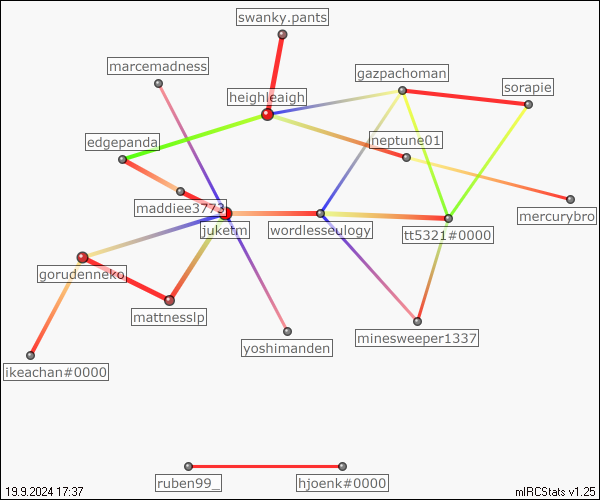 swanky.pants
marcemadness
gazpachoman
sorapie
heighleaigh
edgepanda
neptune01
maddiee3773
mercurybro
juketm
wordlesseulogy
tt5321#0000
gorudenneko
mattnesslp
yoshimanden
minesweeper1337
ikeachan#0000
ruben99_
hjoenk#0000
19.9.2024 17:37
mIRCStats v1.25